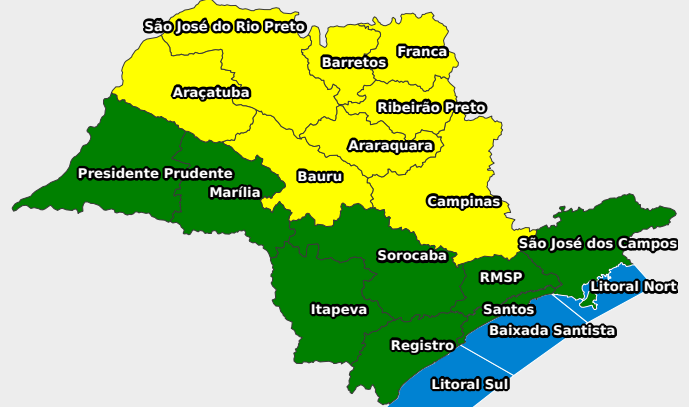 São José do Rio Preto
Franca
Barretos
Araçatuba
Ribeirão Preto
Araraquara
Presidente Prudente
Bauru
Marília
Campinas
São José dos Campos
Sorocaba
RMSP
Litoral Nort
Itapeva
Santos
Baixada Santista
Registro
Litoral Sul